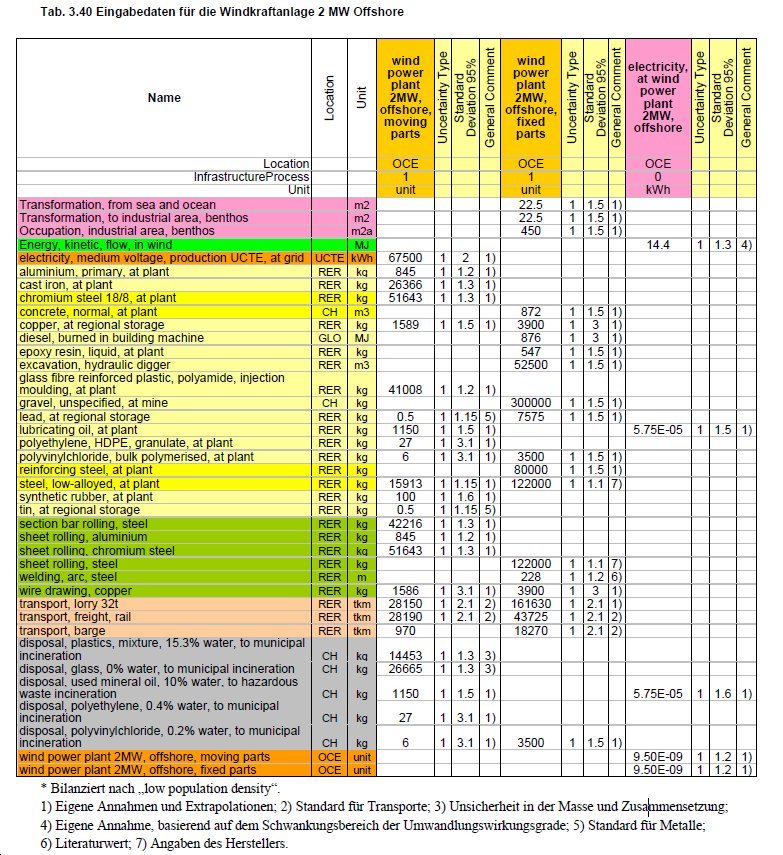 Tab. 3.40 Eingabedaten für die Windkraftanlage 2 MW Offshore
Name Location Unit wind power plant 2MW, offshore, moving parts Uncertainty Type Standard Deviation 95% General Comment wind power plant 2MW, offshore, fixed parts Uncertainty Type Standard Deviation 95% General Comment electricity, at wind power plant 2MW, offshore Uncertainty Type Standard Deviation 95% General Comment
Location OCE OCE OCE
InfrastructureProcess 1 1 0
Unit unit unit kWh
Transformation, from sea and ocean m2 22.5 1 1.5 1)
Transformation, to industrial area, benthos m2 22.5 1 1.5 1)
Occupation, industrial area, benthos m2a 450 1 1.5 1)
Energy, kinetic, flow, in wind MJ 14.4 1 1.3 4)
electricity, medium voltage, production UCTE, at grid UCTE kWh 67500 1 2 1)
aluminium, primary, at plant RER kg 845 1 1.2 1)
cast iron, at plant RER kg 26366 1 1.3 1)
chromium steel 18/8, at plant RER kg 51643 1 1.3 1)
concrete, normal, at plant CH m3 872 1 1.5 1)
copper, at regional storage RER kg 1589 1 1.5 1) 3900 1 3 1)
diesel, burned in building machine GLO MJ 876 1 3 1)
epoxy resin, liquid, at plant RER kg 547 1 1.5 1)
excavation, hydraulic digger RER m3 52500 1 1.5 1)
glass fibre reinforced plastic, polyamide, injection
moulding, at plant RER kg 41008 1 1.2 1)
gravel, unspecified, at mine CH kg 300000 1 1.5 1)
lead, at regional storage RER kg 0.5 1 1.15 5) 7575 1 1.5 1)
lubricating oil, at plant RER kg 1150 1 1.5 1) 5.75E-05 1 1.5 1)
polyethylene, HDPE, granulate, at plant RER kg 27 1 3.1 1)
polyvinylchloride, bulk polymerised, at plant RER kg 6 1 3.1 1) 3500 1 1.5 1)
reinforcing steel, at plant RER kg 80000 1 1.5 1)
steel, low-alloyed, at plant RER kg 15913 1 1.15 1) 122000 1 1.1 7)
synthetic rubber, at plant RER kg 100 1 1.6 1)
tin, at regional storage RER kg 0.5 1 1.15 5)
section bar rolling, steel RER kg 42216 1 1.3 1)
sheet rolling, aluminium RER kg 845 1 1.2 1)
sheet rolling, chromium steel RER kg 51643 1 1.3 1)
sheet rolling, steel RER kg 122000 1 1.1 7)
welding, arc, steel RER m 228 1 1.2 6)
wire drawing, copper RER kg 1586 1 3.1 1) 3900 1 3 1)
transport, lorry 32t RER tkm 28150 1 2.1 2) 161630 1 2.1 1)
transport, freight, rail RER tkm 28190 1 2.1 2) 43725 1 2.1 2)
transport, barge RER tkm 970 18270 1 2.1 2)
disposal, plastics, mixture, 15.3% water, to municipal
incineration CH kg 14453 1 1.3 3)
disposal, glass, 0% water, to municipal incineration CH kg 26665 1 1.3 3)
disposal, used mineral oil, 10% water, to hazardous
waste incineration CH kg 1150 1 1.5 1) 5.75E-05 1 1.6 1)
disposal, polyethylene, 0.4% water, to municipal
incineration CH kg 27 1 3.1 1)
disposal, polyvinylchloride, 0.2% water, to municipal
incineration CH kg 6 1 3.1 1) 3500 1 1.5 1)
wind power plant 2MW, offshore, moving parts OCE unit 9.50E-09 1 1.2 1)
wind power plant 2MW, offshore, fixed parts OCE unit 9.50E-09 1 1.2 1)
* Bilanziert nach „low population density“.
1) Eigene Annahmen und Extrapolationen; 2) Standard für Transporte; 3) Unsicherheit in der Masse und Zusammensetzung;
4) Eigene Annahme, basierend auf dem Schwankungsbereich der Umwandlungswirkungsgrade; 5) Standard für Metalle;
6) Literaturwert; 7) Angaben des Herstellers.